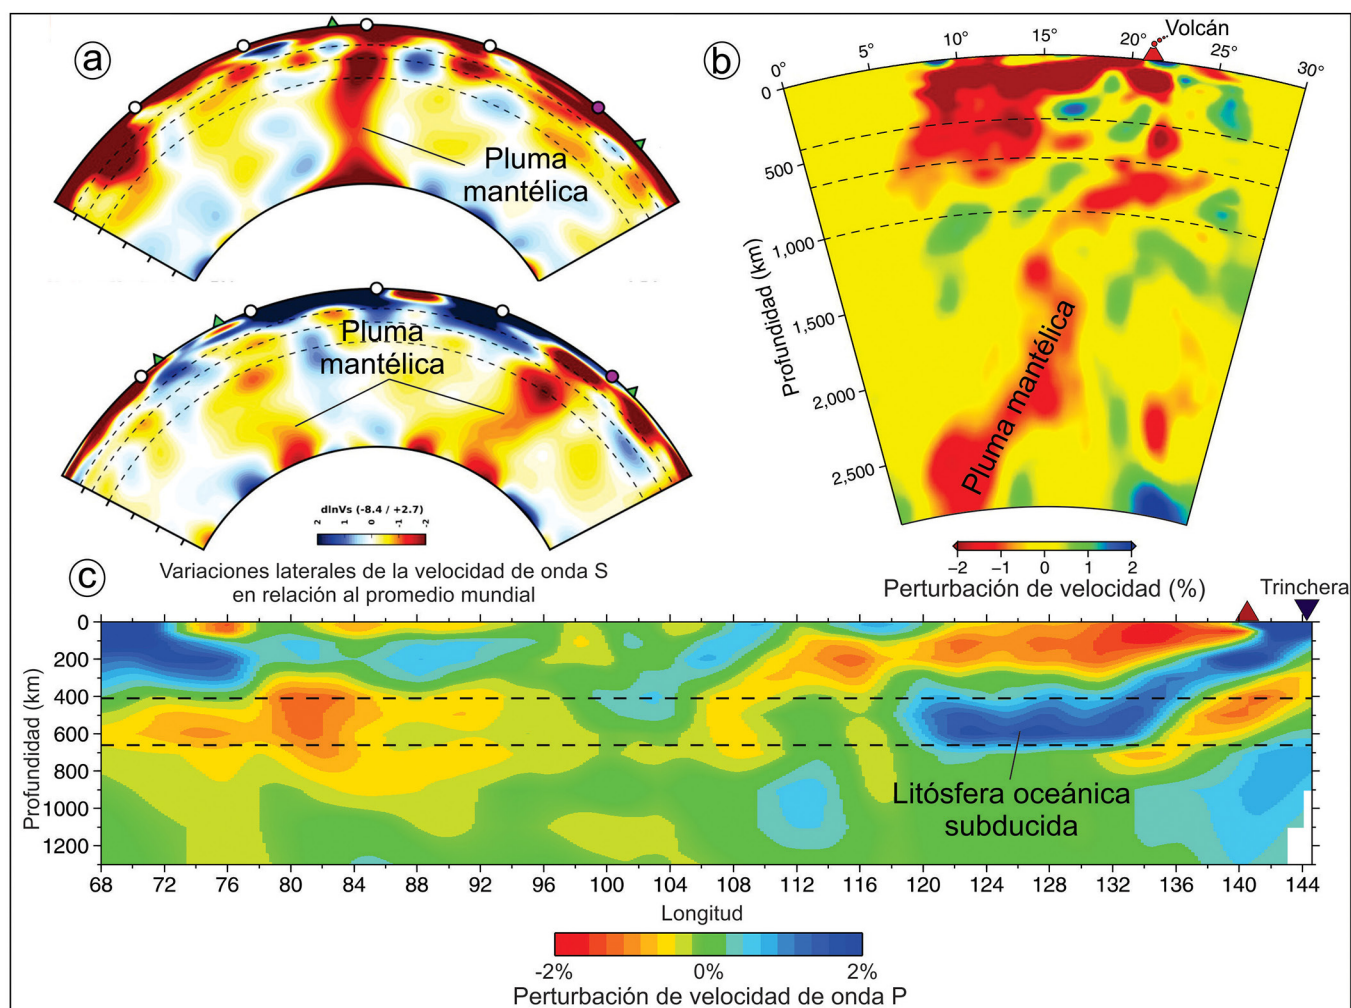 a
Pluma
mantélica
Pluma
mantélica
dlnVs (-8.4 / +2.7)
2 1 0 -1 -2
Variaciones laterales de la velocidad de onda S
en relación al promedio mundial
b
Volcán
0° 5° 10° 15° 20° 25° 30°
0
500
1,000
1,500
2,000
2,500
Profundidad (km)
Pluma mantélica
−2 −1 0 1 2
Perturbación de velocidad (%)
c
Trinchera
0
200
400
600
800
1000
1200
Profundidad (km)
Litósfera oceánica
subducida
68 72 76 80 84 88 92 96 100 104 108 112 116 120 124 128 132 136 140 144
Longitud
-2% 0% 2%
Perturbación de velocidad de onda P